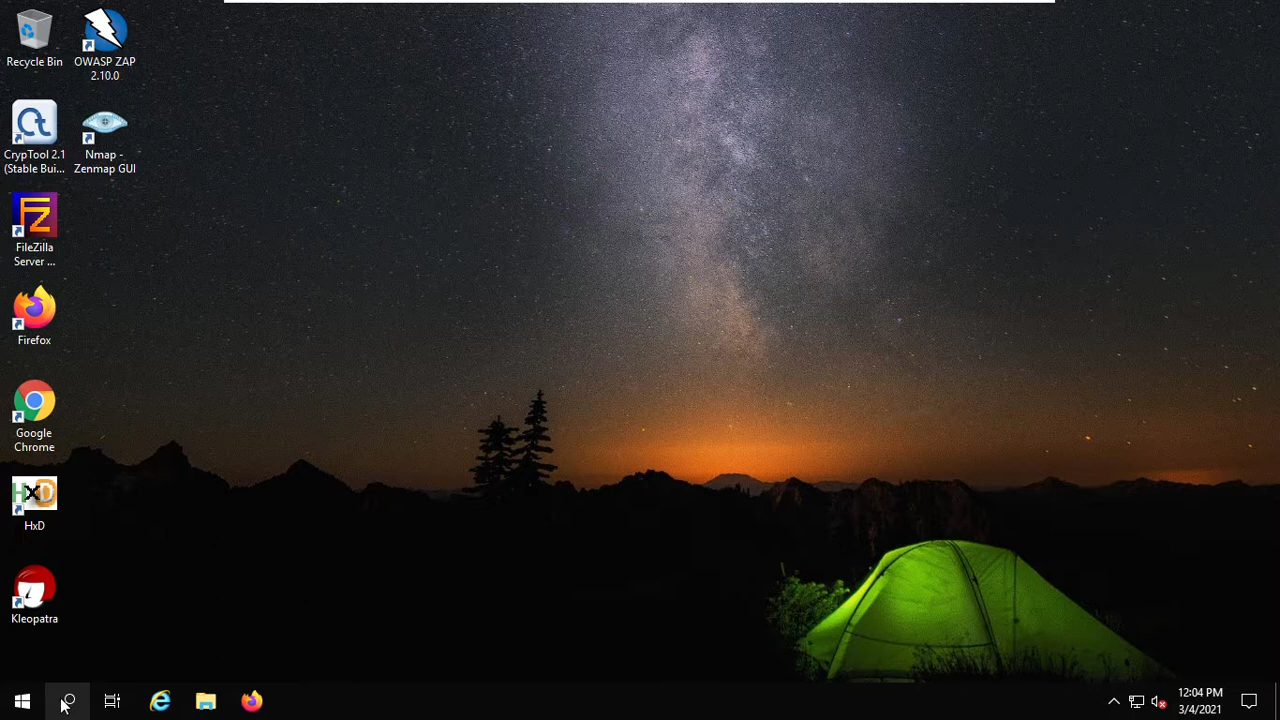 Recycle Bin
OWASP ZAP
2.10.0
CrypTool 2.1
(Stable Bui...
Nmap -
Zenmap GUI
FileZilla
Server ...
Firefox
Google
Chrome
HxD
HxD
Kleopatra
12:04 PM
3/4/2021